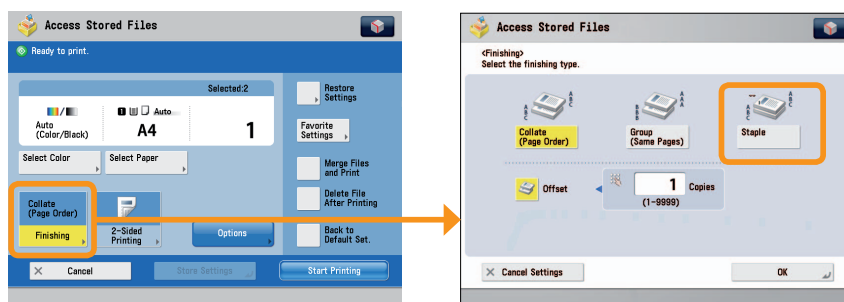 Access Stored Files
Ready to print.
Selected:2
Auto
(Color/Black)
1
Auto
A4
1
Select Color
Select Paper
Collate
(Page Order)
Finishing
2-Sided
Printing
Options
Restore
Settings
Favorite
Settings
Merge Files
and Print
Delete File
After Printing
Back to
Default Set.
Cancel
Store Settings
Start Printing
Access Stored Files
<Finishing>
Select the finishing type.
A B C
A B C
Collate
(Page Order)
B B B
A A A
Group
(Same Pages)
A B C
A B C
Staple
Offset
1 Copies
(1-9999)
Cancel Settings
OK